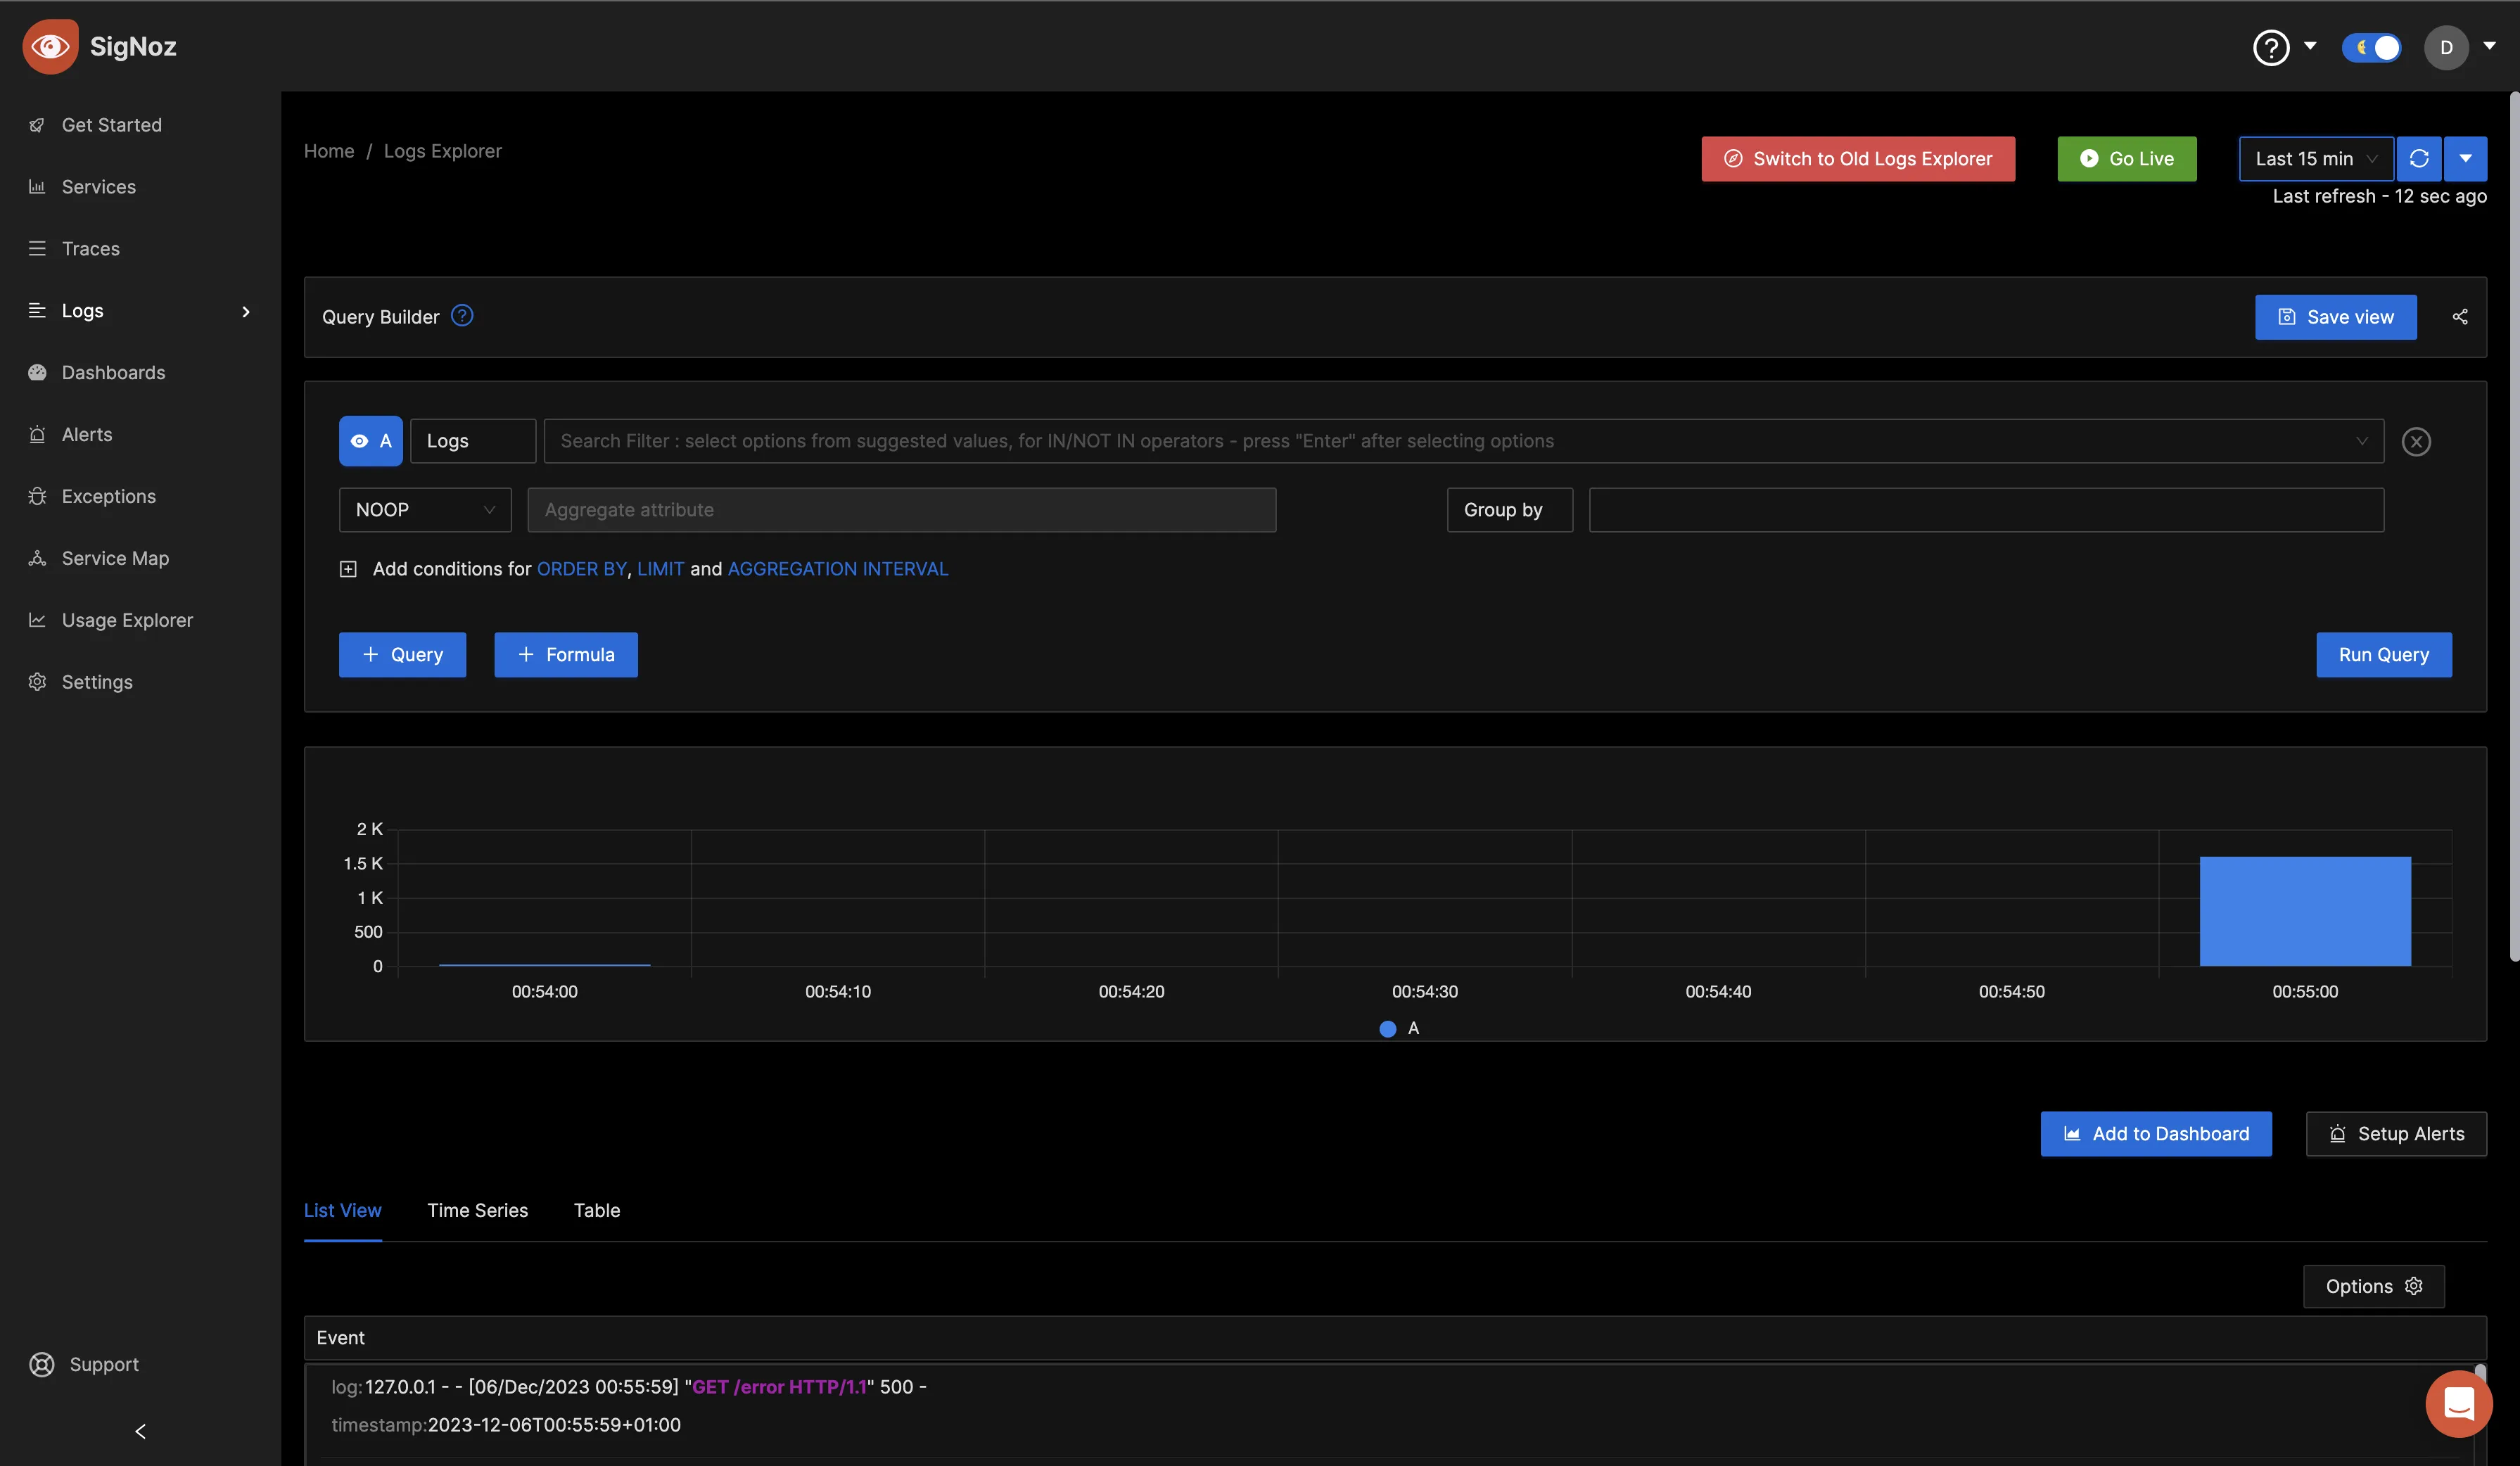 SigNoz
D
Get Started
Services
Traces
Logs
Dashboards
Alerts
Exceptions
Service Map
Usage Explorer
Settings
Support
Home / Logs Explorer
Switch to Old Logs Explorer
Go Live
Last 15 min
Last refresh - 12 sec ago
Query Builder
Save view
A
Logs
Search Filter : select options from suggested values, for IN/NOT IN operators - press "Enter" after selecting options
NOOP
Aggregate attribute
Group by
Add conditions for ORDER BY, LIMIT and AGGREGATION INTERVAL
+ Query
+ Formula
Run Query
2 K
1.5 K
1 K
500
0
00:54:00 00:54:10 00:54:20 00:54:30 00:54:40 00:54:50 00:55:00
A
Add to Dashboard
Setup Alerts
List View Time Series Table
Options
Event
log:127.0.0.1 - - [06/Dec/2023 00:55:59] "GET /error HTTP/1.1" 500 -
timestamp:2023-12-06T00:55:59+01:00